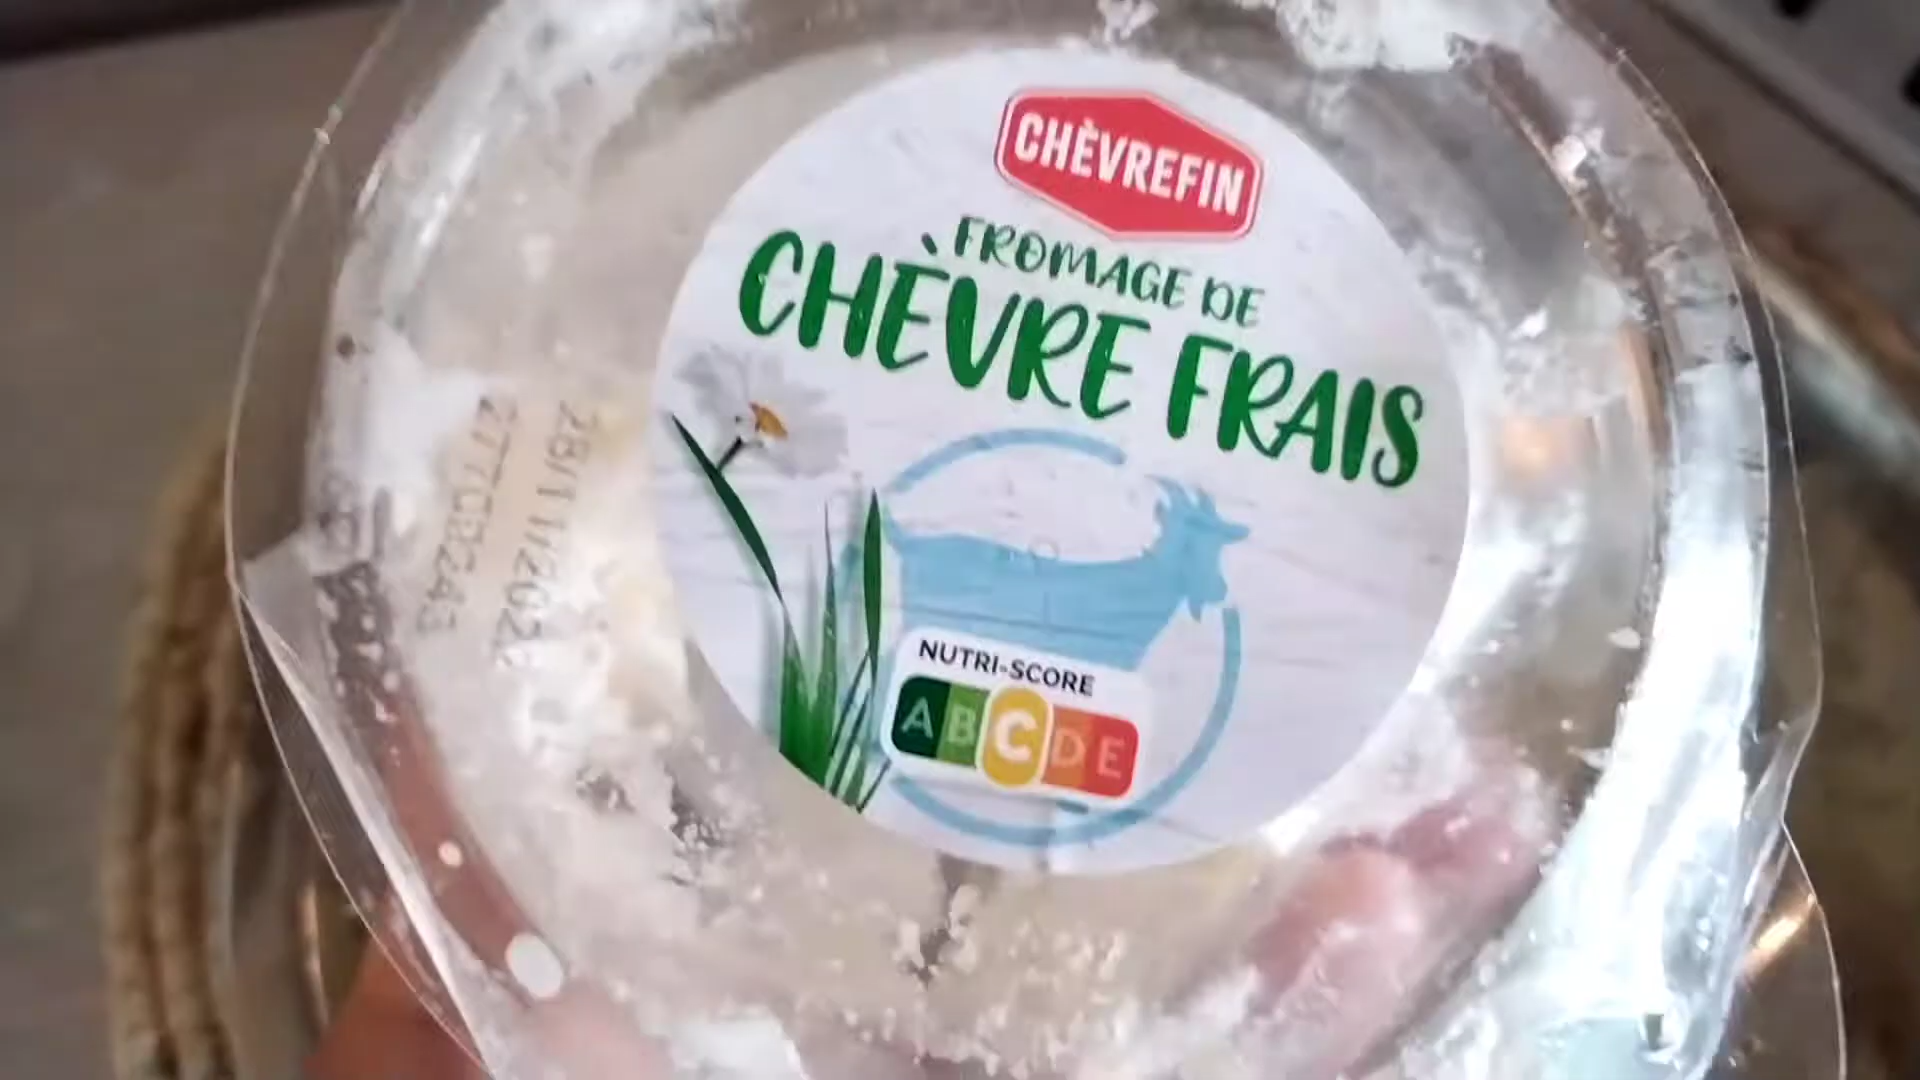 CHÈVREFIN
FROMAGE DE
CHÈVRE FRAIS
NUTRI-SCORE
A B C D E